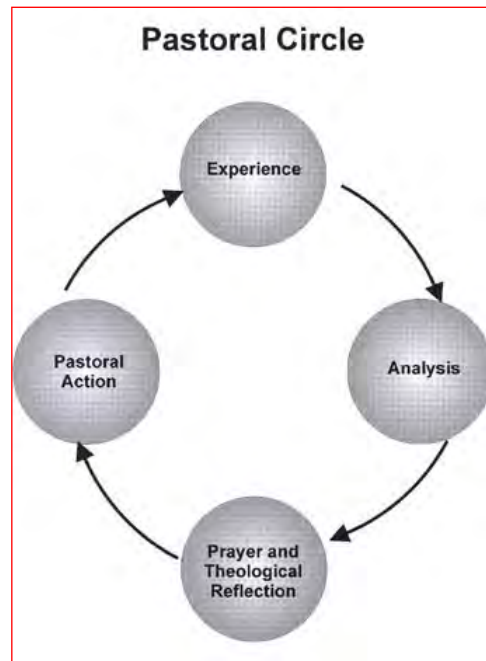 Pastoral Circle
Experience
Analysis
Prayer and
Theological
Reflection
Pastoral
Action